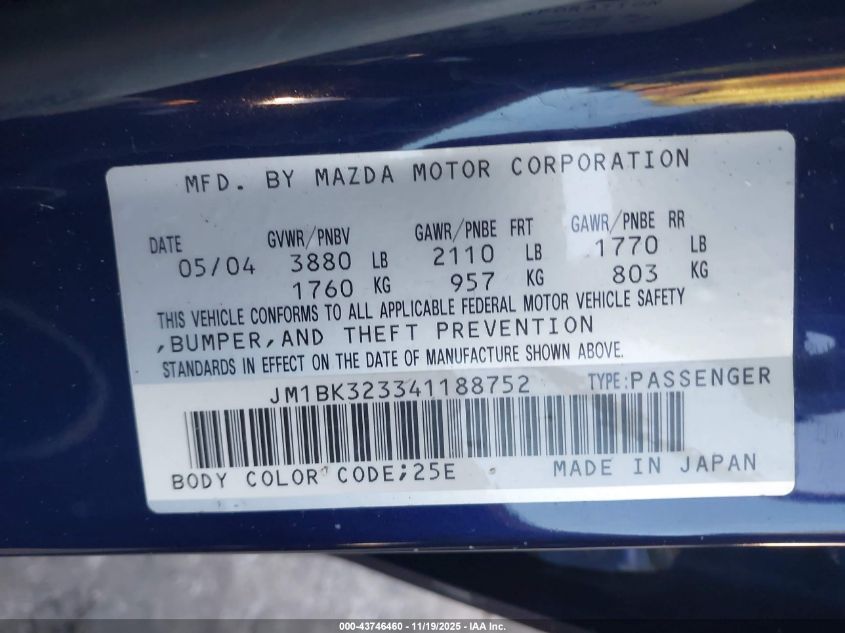 MFD. BY MAZDA MOTOR CORPORATION
DATE GVWR/PNBV GAWR/PNBE FRT GAWR/PNBE RR
05/04 3880 LB 2110 LB 1770 LB
1760 KG 957 KG 803 KG
THIS VEHICLE CONFORMS TO ALL APPLICABLE FEDERAL MOTOR VEHICLE SAFETY
,BUMPER,AND THEFT PREVENTION
STANDARDS IN EFFECT ON THE DATE OF MANUFACTURE SHOWN ABOVE.
JM1BK323341188752 TYPE:PASSENGER
BODY COLOR CODE;25E MADE IN JAPAN
000-43746460 - 11/19/2025 - IAA Inc.